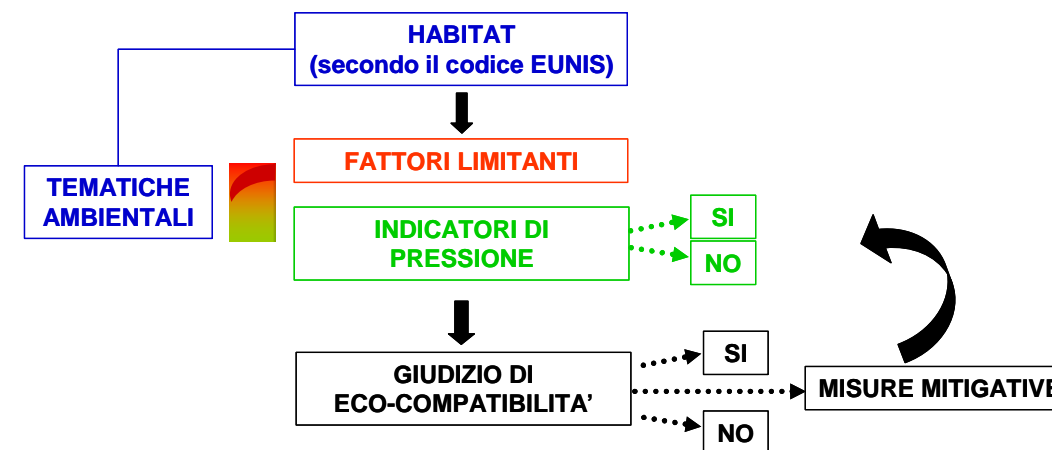 HABITAT
(secondo il codice EUNIS)
FATTORI LIMITANTI
TEMATICHE
AMBIENTALI
INDICATORI DI
PRESSIONE
SI
NO
GIUDIZIO DI
ECO-COMPATIBILITA’
SI
MISURE MITIGATIVE
NO